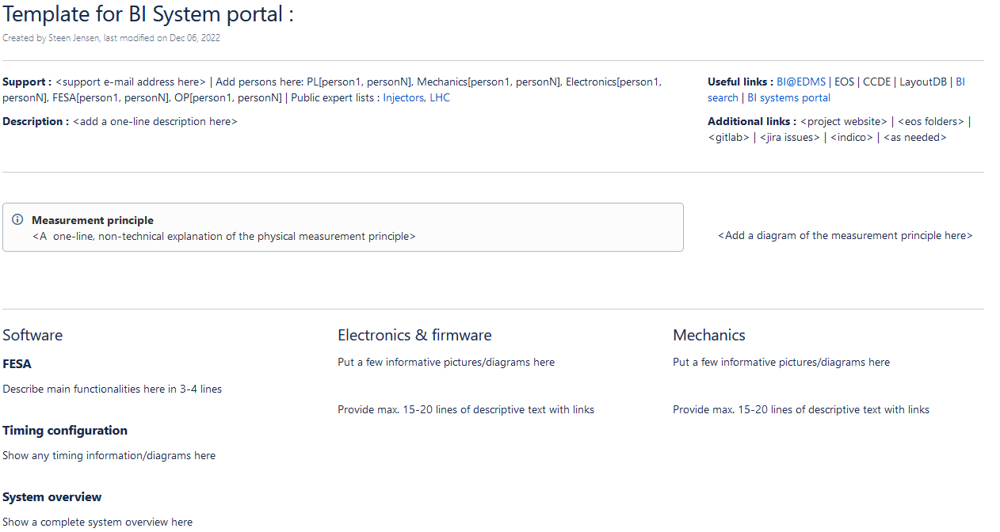 Template for BI System portal :
Created by Steen Jensen, last modified on Dec 06, 2022
Support : <support e-mail address here> | Add persons here: PL[person1, personN], Mechanics[person1, personN], Electronics[person1,
personN], FESA[person1, personN], OP[person1, personN] | Public expert lists : Injectors, LHC
Description : <add a one-line description here>
Useful links : BI@EDMS | EOS | CCDE | LayoutDB | BI
search | BI systems portal
Additional links : <project website> | <eos folders> |
<gitlab> | <jira issues> | <indico> | <as needed>
Measurement principle
<A  one-line, non-technical explanation of the physical measurement principle>
<Add a diagram of the measurement principle here>
Software
FESA
Describe main functionalities here in 3-4 lines
Timing configuration
Show any timing information/diagrams here
System overview
Show a complete system overview here
Electronics & firmware
Put a few informative pictures/diagrams here
Provide max. 15-20 lines of descriptive text with links
Mechanics
Put a few informative pictures/diagrams here
Provide max. 15-20 lines of descriptive text with links